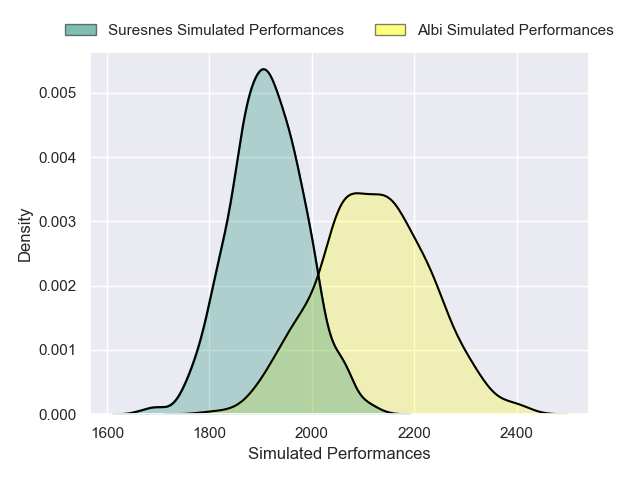 Suresnes Simulated Performances Albi Simulated Performances
0.005
0.004
0.003
0.002
0.001
0.000
Density
1600 1800 2000 2200 2400
Simulated Performances